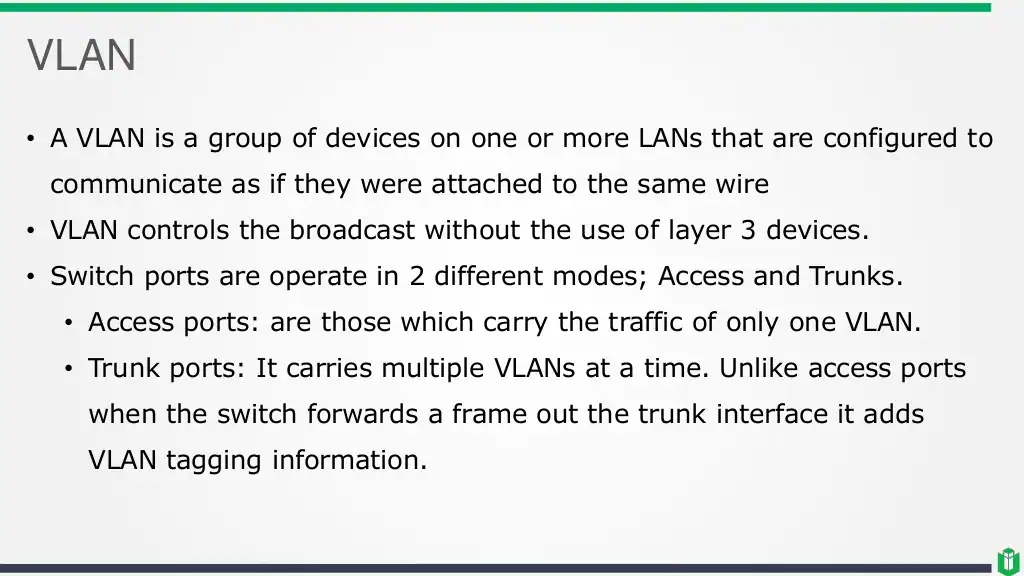 VLAN
• A VLAN is a group of devices on one or more LANs that are configured to
communicate as if they were attached to the same wire
• VLAN controls the broadcast without the use of layer 3 devices.
• Switch ports are operate in 2 different modes; Access and Trunks.
• Access ports: are those which carry the traffic of only one VLAN.
• Trunk ports: It carries multiple VLANs at a time. Unlike access ports
when the switch forwards a frame out the trunk interface it adds
VLAN tagging information.